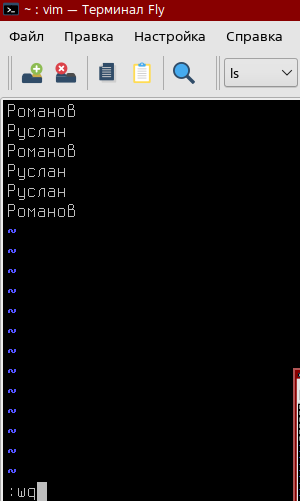 ~ : vim — Терминал Fly
Файл Правка Настройка Справка
ls
Романов
Руслан
Романов
Руслан
Руслан
Романов
~
~
~
~
~
~
~
~
~
~
~
~
~
:wq